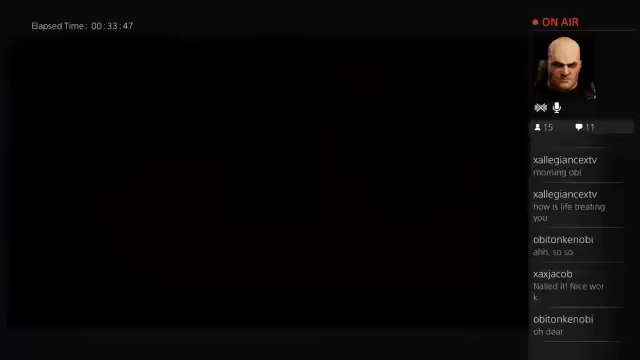 Elapsed Time: 00:33:47
ON AIR
15
11
xallegiancextv
morning obi
xallegiancextv
how is life treating
you
obitonkenobi
ahh, so so
xaxjacob
Nailed it! Nice wor
k.
obitonkenobi
oh dear